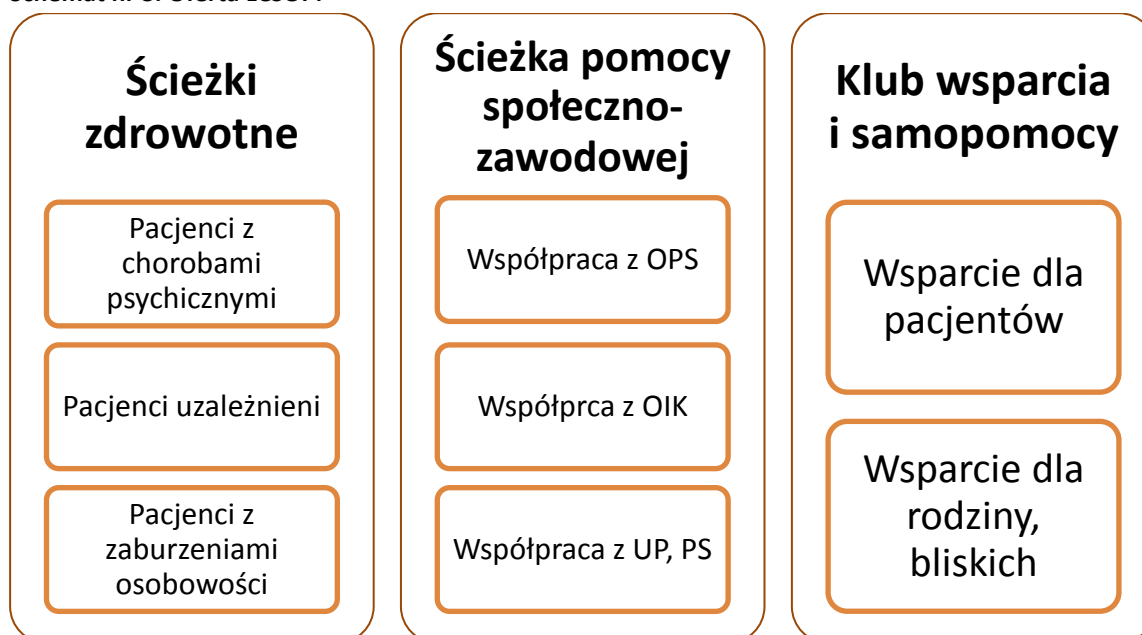 Ścieżki
zdrowotne
Pacjenci z
chorobami
psychicznymi
Pacjenci uzależnieni
Pacjenci z
zaburzeniami
osobowości
Ścieżka pomocy
społeczno-
zawodowej
Współpraca z OPS
Współprca z OIK
Współpraca z UP, PS
Klub wsparcia
i samopomocy
Wsparcie dla
pacjentów
Wsparcie dla
rodziny,
bliskich